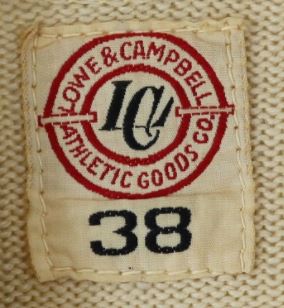 LOWE & CAMPBELL
LC
ATHLETIC GOODS CO.
38